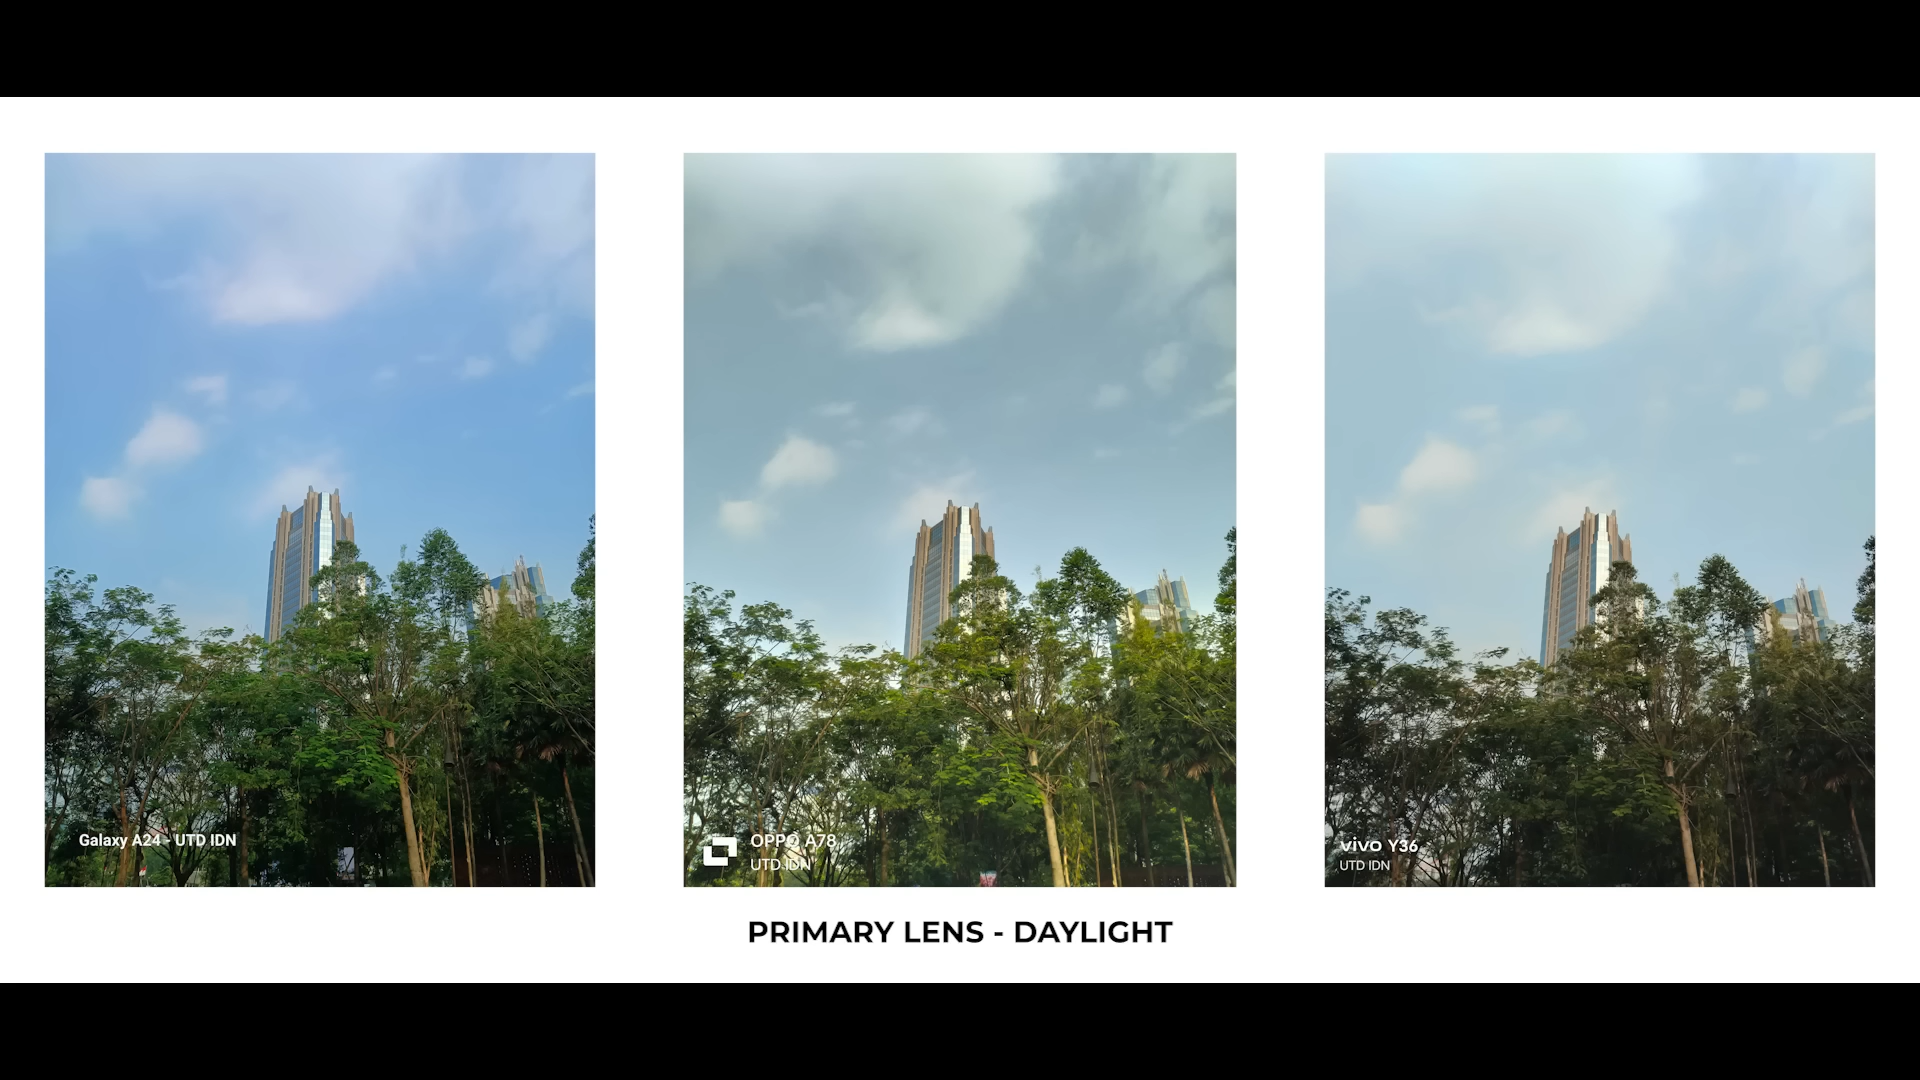 Galaxy A24 - UTD IDN
OPPO A78
UTD IDN
vivo Y36
UTD IDN
PRIMARY LENS - DAYLIGHT